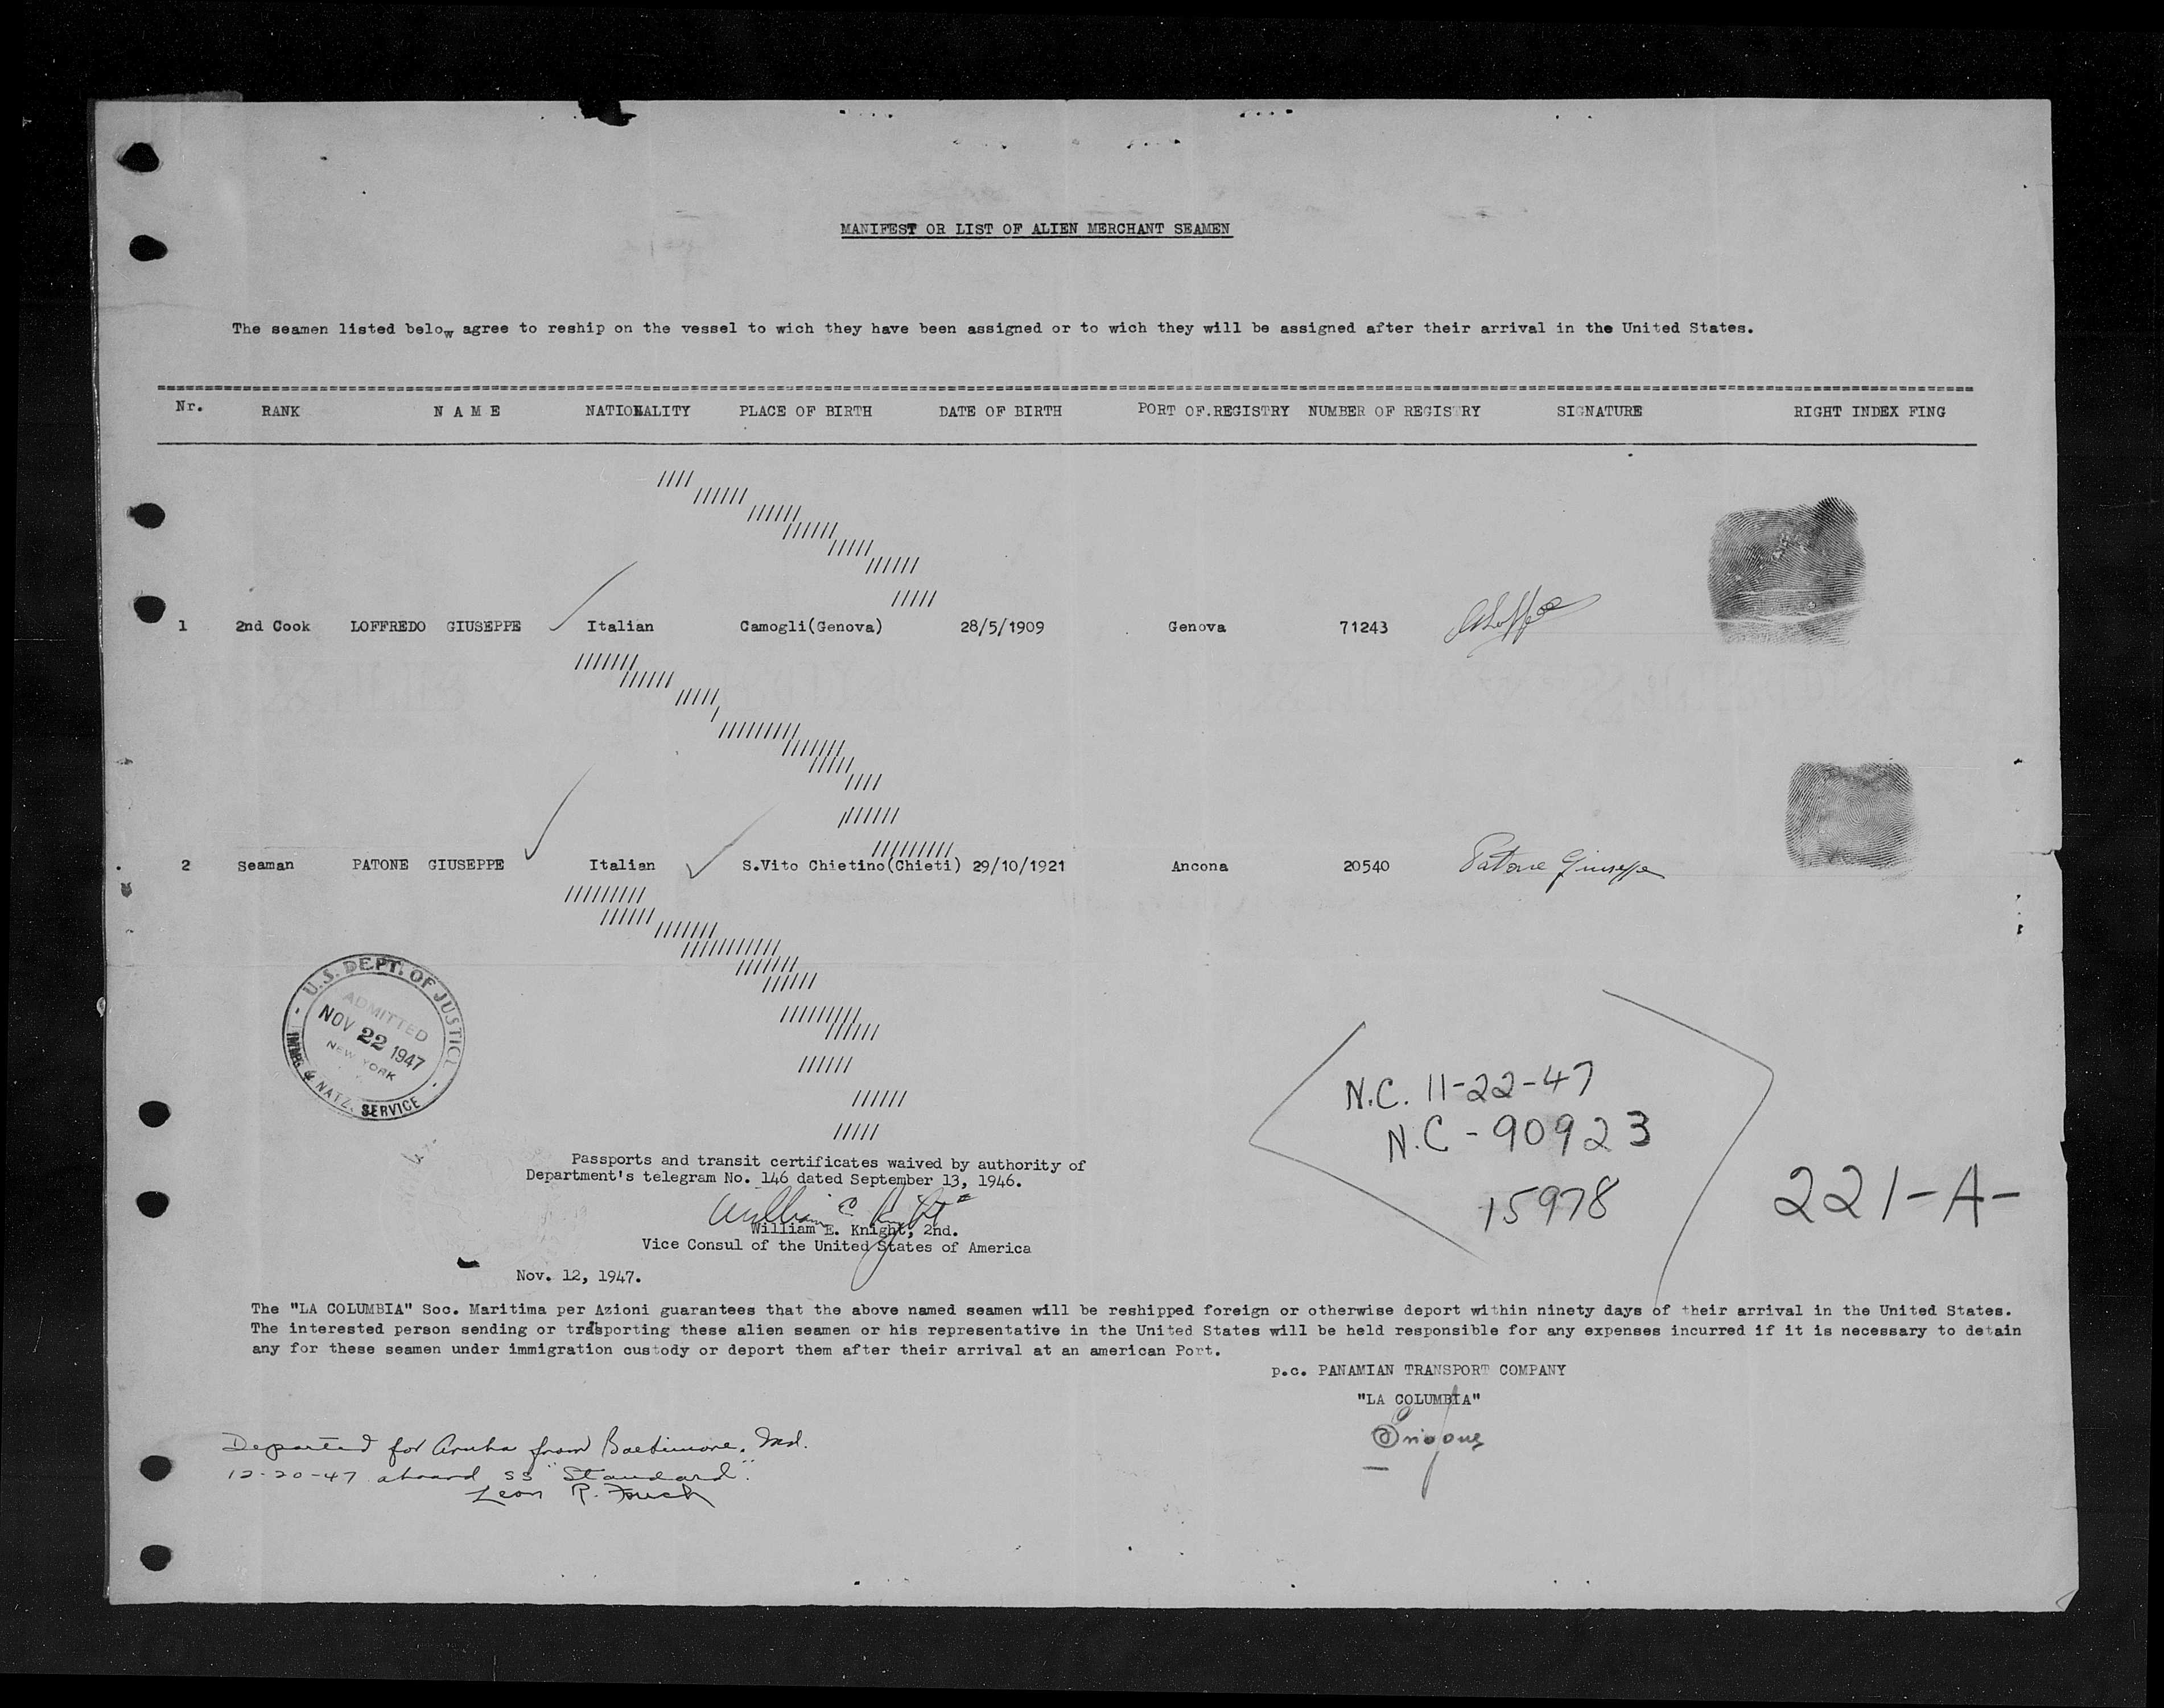 MANIFEST OR LIST OF ALIEN MERCHANT SEAMEN
The seamen listed below agree to reship on the vessel to wich they have been assigned or to wich they will be assigned after their arrival in the United States.
Nr. RANK N A M E NATIONALITY PLACE OF BIRTH DATE OF BIRTH PORT OF.REGISTRY NUMBER OF REGISTRY SIGNATURE RIGHT INDEX FING
1 2nd Cook LOFFREDO GIUSEPPE Italian Camogli(Genova) 28/5/1909 Genova 71243
2 Seaman PATONE GIUSEPPE Italian S.Vito Chietino(Chieti) 29/10/1921 Ancona 20540 Patone Giuseppe
U.S. DEPT. OF JUSTICE
ADMITTED
NOV 22 1947
NEW YORK
IMMG & NATZ. SERVICE
N.C. 11-22-47
N.C - 90923
15978
221-A-
Passports and transit certificates waived by authority of
Department's telegram No. 146 dated September 13, 1946.
William E. Knight, 2nd.
Vice Consul of the United States of America
Nov. 12, 1947.
The "LA COLUMBIA" Soc. Maritima per Azioni guarantees that the above named seamen will be reshipped foreign or otherwise deport within ninety days of their arrival in the United States.
The interested person sending or trasporting these alien seamen or his representative in the United States will be held responsible for any expenses incurred if it is necessary to detain
any for these seamen under immigration custody or deport them after their arrival at an american Port.
p.c. PANAMIAN TRANSPORT COMPANY
"LA COLUMBIA"
Departed for Aruba from Baltimore, Md.
12-20-47 aboard SS "Standard".
Leon R. Fouch